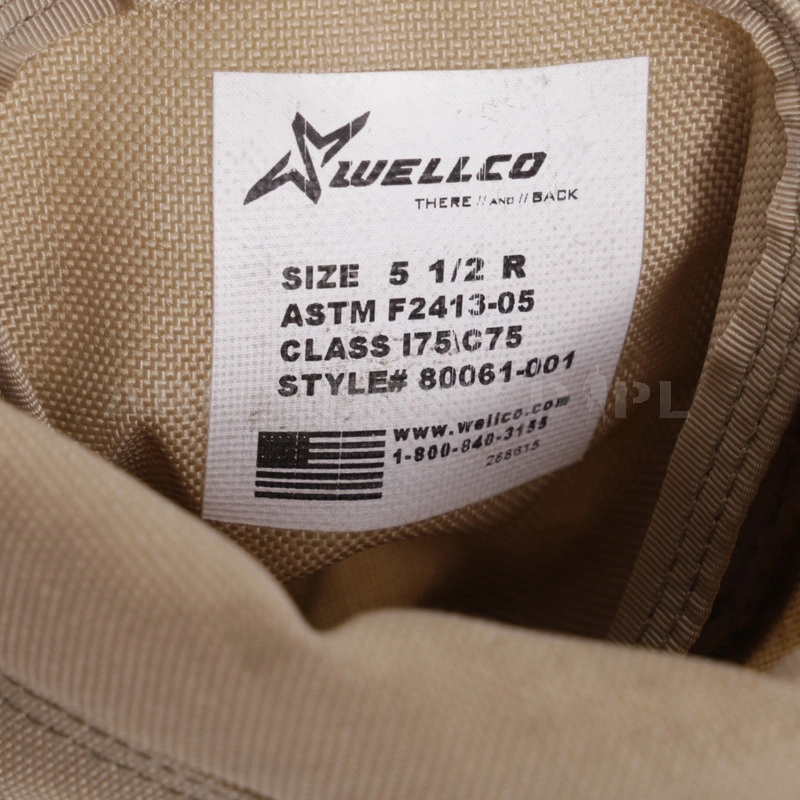 WELLCO
THERE // AND // BACK
SIZE 5 1/2 R
ASTM F2413-05
CLASS I75\C75
STYLE# 80061-001
www.wellco.com
1-800-840-3155